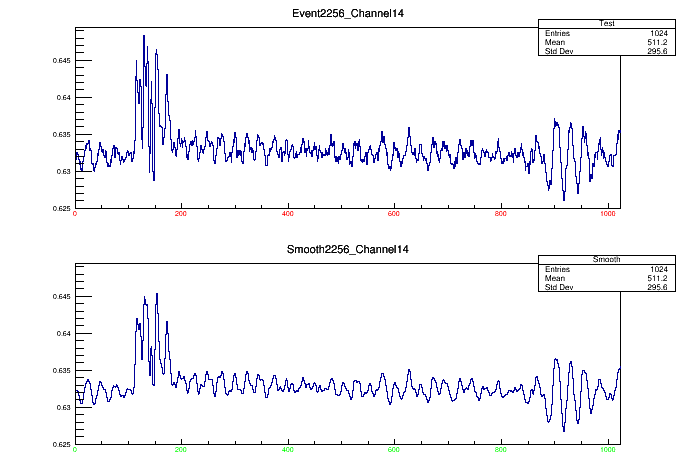 Event2256_Channel14
Test
Entries 1024
Mean 511.2
Std Dev 295.6
0.645
0.64
0.635
0.63
0.625
0 200 400 600 800 1000
Smooth2256_Channel14
Smooth
Entries 1024
Mean 511.2
Std Dev 295.6
0.645
0.64
0.635
0.63
0.625
0 200 400 600 800 1000